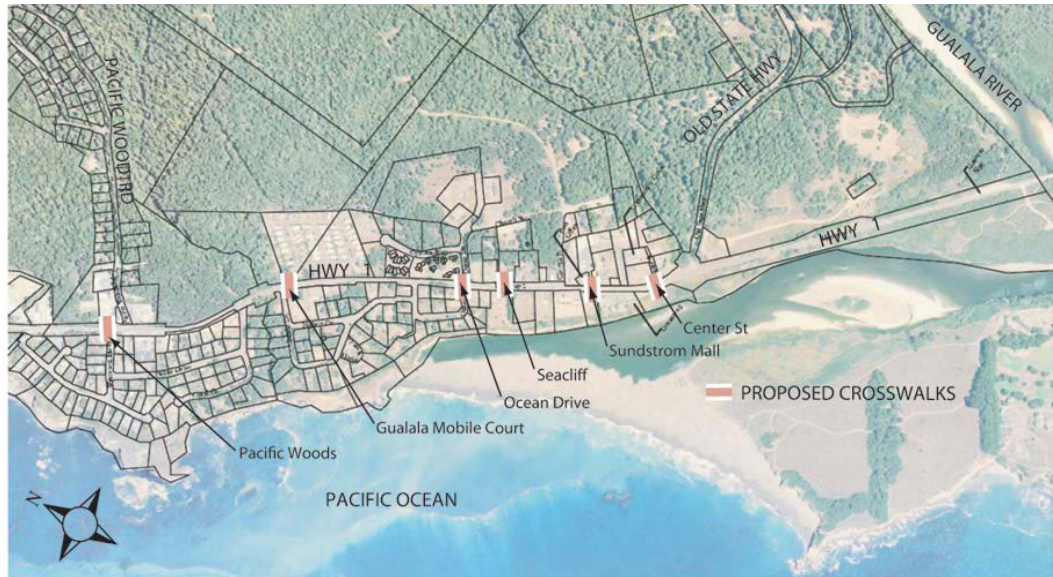 GUALALA RIVER
OLD STATE HWY
PACIFIC WOOD RD
HWY 1
HWY 1
Center St
Sundstrom Mall
Seacliff
PROPOSED CROSSWALKS
Ocean Drive
Gualala Mobile Court
Pacific Woods
PACIFIC OCEAN
N